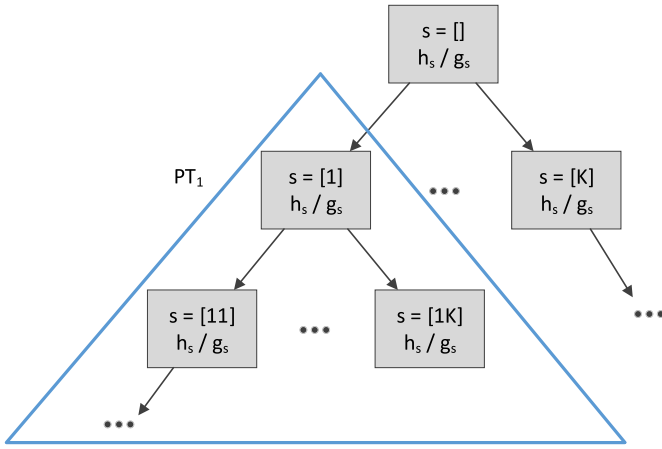 s = []
hₛ / gₛ
PT₁
s = [1]
hₛ / gₛ
•••
s = [K]
hₛ / gₛ
s = [11]
hₛ / gₛ
•••
s = [1K]
hₛ / gₛ
•••
•••